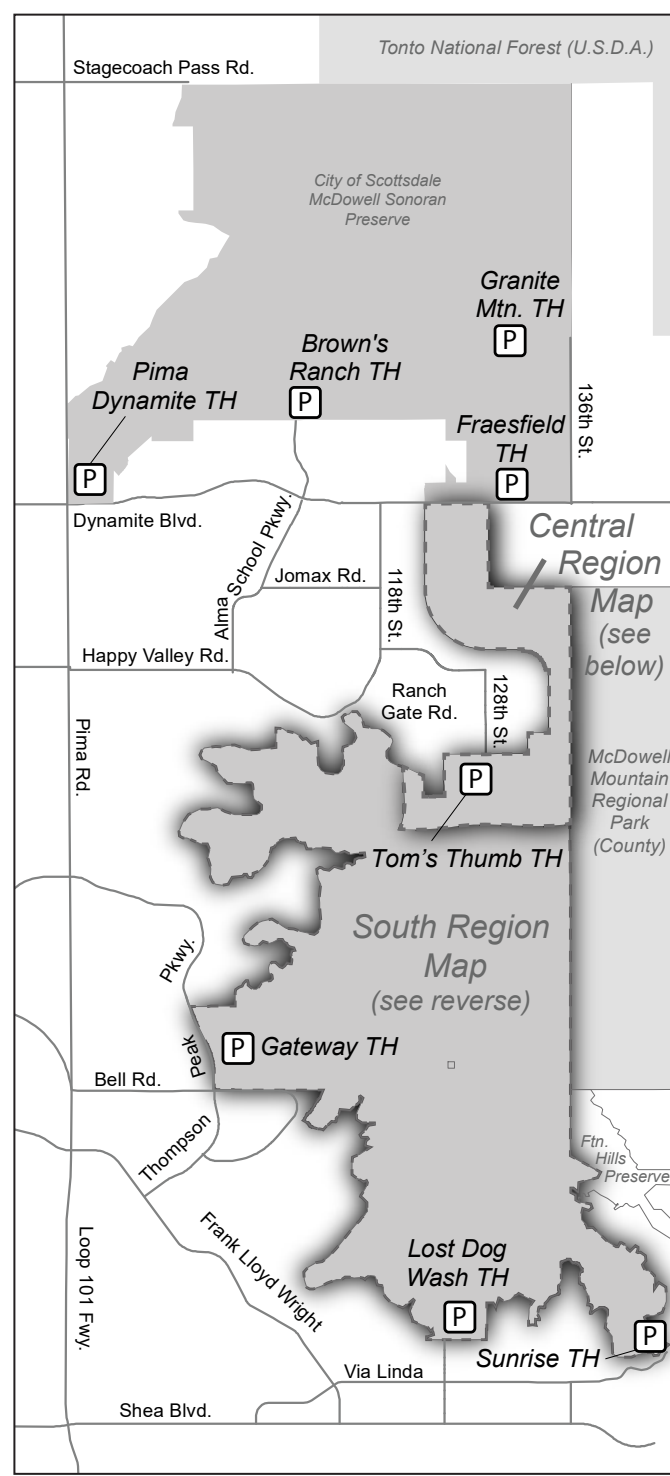 Tonto National Forest (U.S.D.A.)
Stagecoach Pass Rd.
City of Scottsdale
McDowell Sonoran
Preserve
Granite
Mtn. TH
P
Brown's
Ranch TH
P
Pima
Dynamite TH
P
136th St.
Fraesfield
TH
P
Dynamite Blvd.
Alma School Pkwy.
Jomax Rd.
118th St.
Central
Region
Map
(see
below)
Happy Valley Rd.
Ranch
Gate Rd.
128th St.
Pima Rd.
P
Tom's Thumb TH
McDowell
Mountain
Regional
Park
(County)
South Region
Map
(see reverse)
Thompson Peak Pkwy.
P
Gateway TH
Bell Rd.
Ftn.
Hills
Preserve
Frank Lloyd Wright
Loop 101 Fwy.
Lost Dog
Wash TH
P
Sunrise TH
P
Via Linda
Shea Blvd.